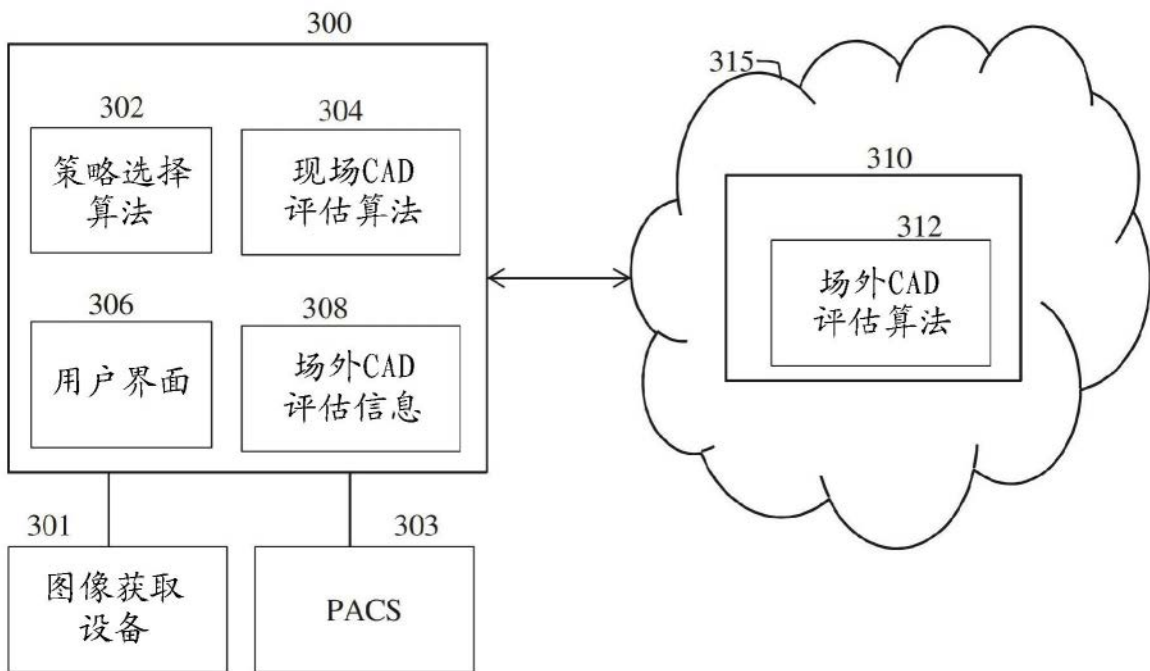 300
302
策略选择
算法
304
现场CAD
评估算法
306
用户界面
308
场外CAD
评估信息
301
图像获取
设备
303
PACS
315
310
312
场外CAD
评估算法